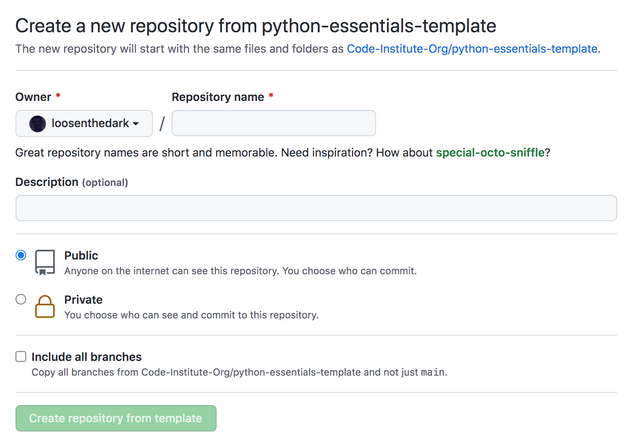 Create a new repository from python-essentials-template
The new repository will start with the same files and folders as Code-Institute-Org/python-essentials-template.
Owner * Repository name *
loosenthedark /
Great repository names are short and memorable. Need inspiration? How about special-octo-sniffle?
Description (optional)
Public
Anyone on the internet can see this repository. You choose who can commit.
Private
You choose who can see and commit to this repository.
Include all branches
Copy all branches from Code-Institute-Org/python-essentials-template and not just main.
Create repository from template